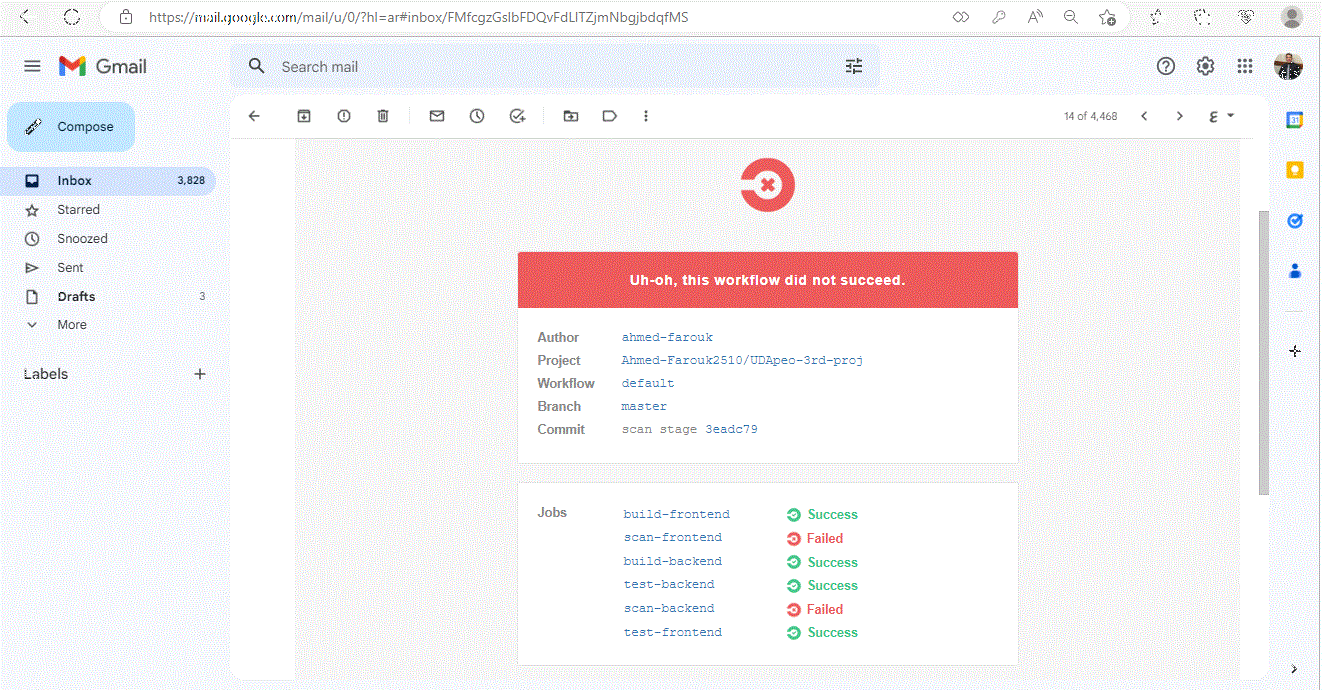 https://mail.google.com/mail/u/0/?hl=ar#inbox/FMfcgzGslbFDQvFdLlTZjmNbgjbdqfMS
Gmail
Search mail
Compose
14 of 4,468
Inbox 3,828
Starred
Snoozed
Sent
Drafts 3
More
Labels
Uh-oh, this workflow did not succeed.
Author ahmed-farouk
Project Ahmed-Farouk2510/UDApeo-3rd-proj
Workflow default
Branch master
Commit scan stage 3eadc79
Jobs build-frontend Success
scan-frontend Failed
build-backend Success
test-backend Success
scan-backend Failed
test-frontend Success
31